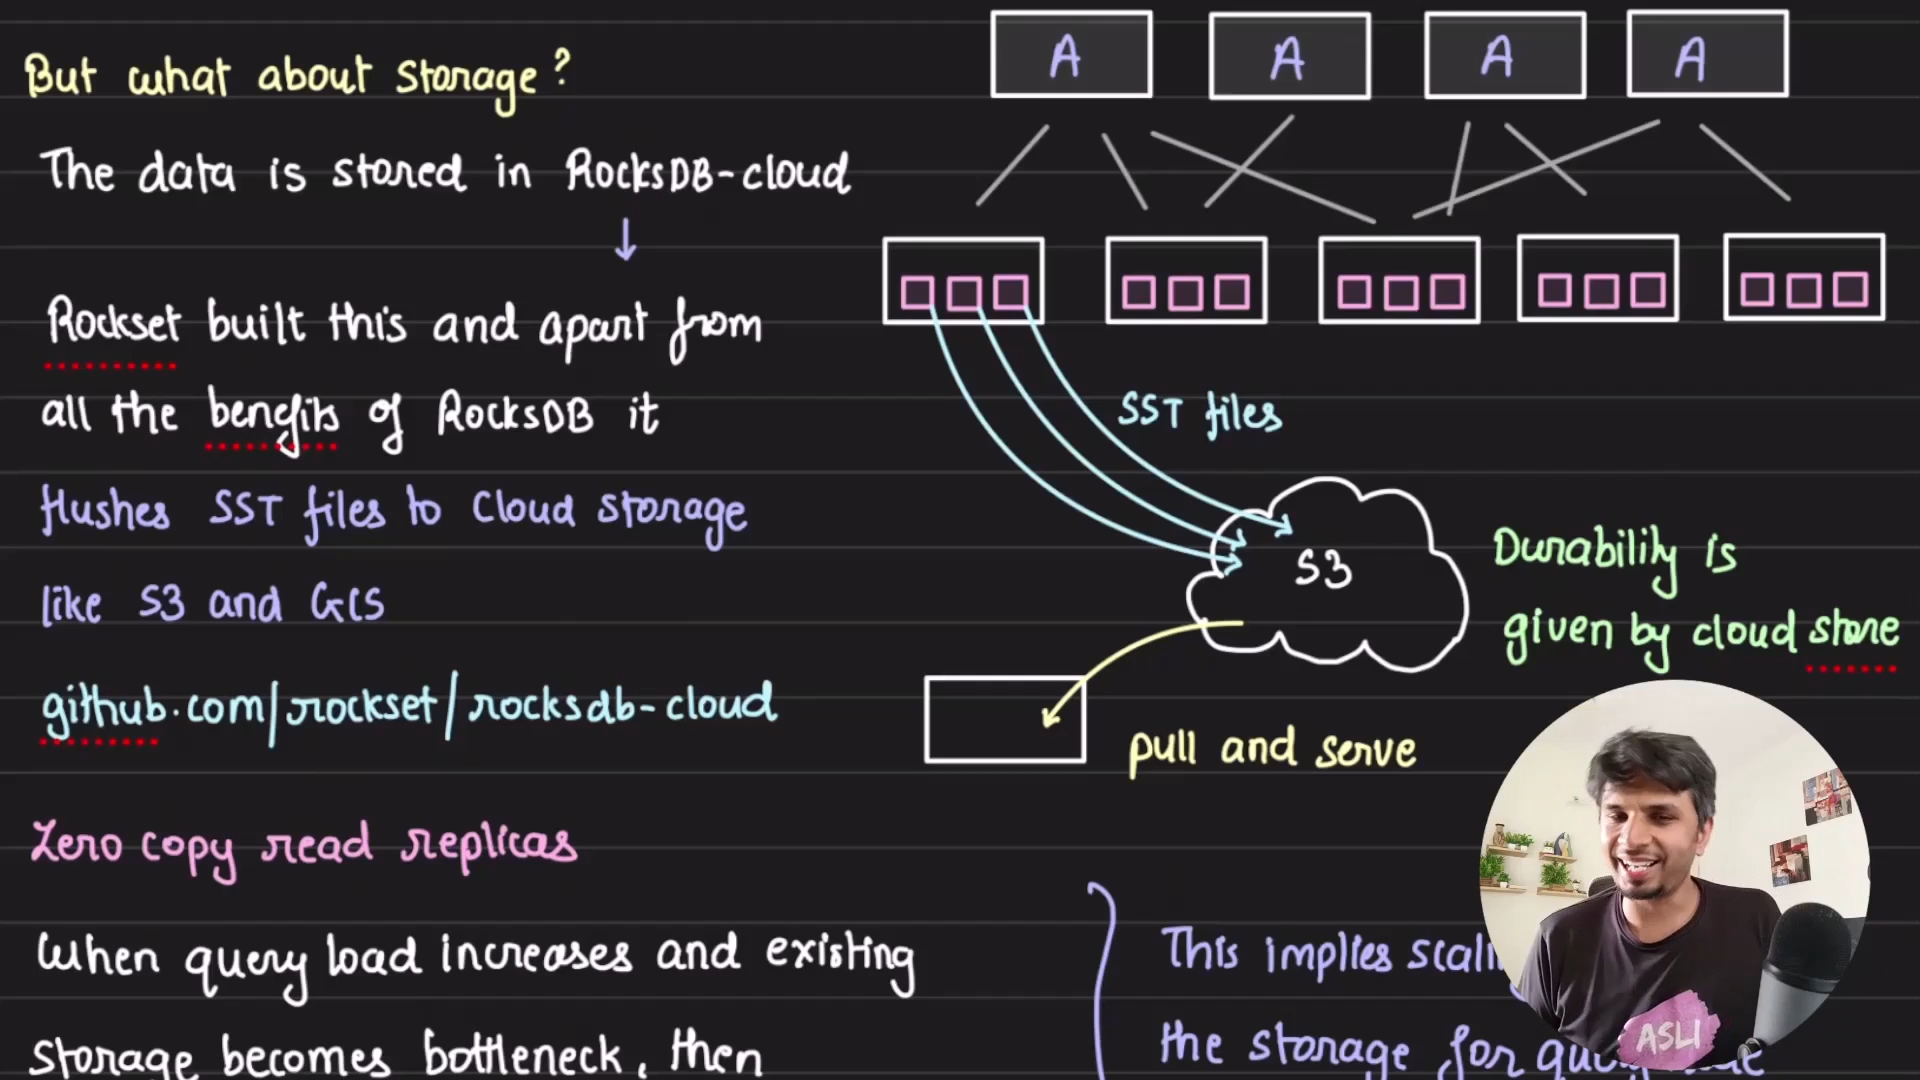 But what about storage?
The data is stored in RocksDB-cloud
Rockset built this and apart from
all the benefits of RocksDB it
flushes SST files to cloud storage
like S3 and GCS
github.com/rockset/rocksdb-cloud
Zero copy read replicas
When query load increases and existing
storage becomes bottleneck, then
A A A A
SST files
S3
Durability is
given by cloud store
pull and serve
This implies
the storage for
ASLI